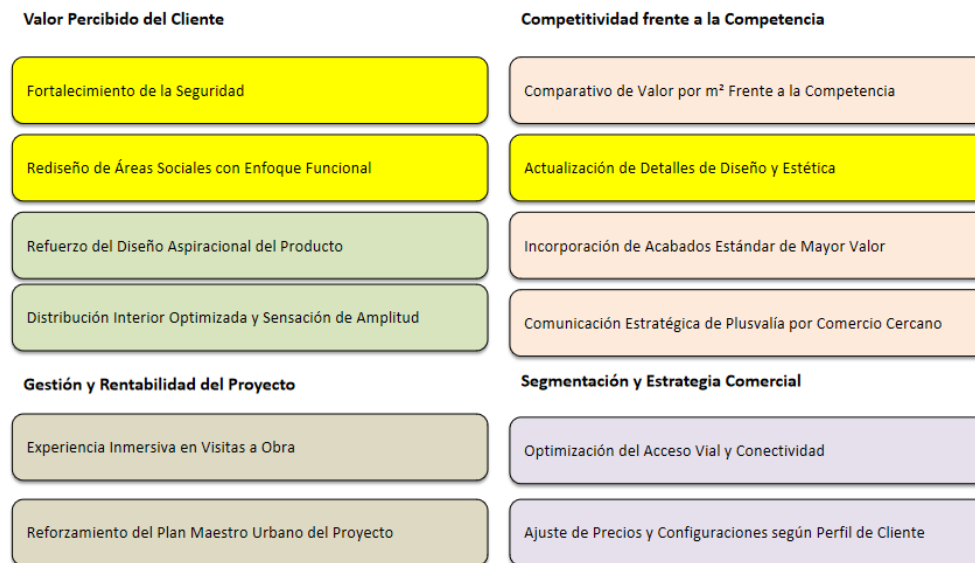 Valor Percibido del Cliente
Fortalecimiento de la Seguridad
Rediseño de Áreas Sociales con Enfoque Funcional
Refuerzo del Diseño Aspiracional del Producto
Distribución Interior Optimizada y Sensación de Amplitud
Competitividad frente a la Competencia
Comparativo de Valor por m² Frente a la Competencia
Actualización de Detalles de Diseño y Estética
Incorporación de Acabados Estándar de Mayor Valor
Comunicación Estratégica de Plusvalía por Comercio Cercano
Gestión y Rentabilidad del Proyecto
Experiencia Inmersiva en Visitas a Obra
Reforzamiento del Plan Maestro Urbano del Proyecto
Segmentación y Estrategia Comercial
Optimización del Acceso Vial y Conectividad
Ajuste de Precios y Configuraciones según Perfil de Cliente